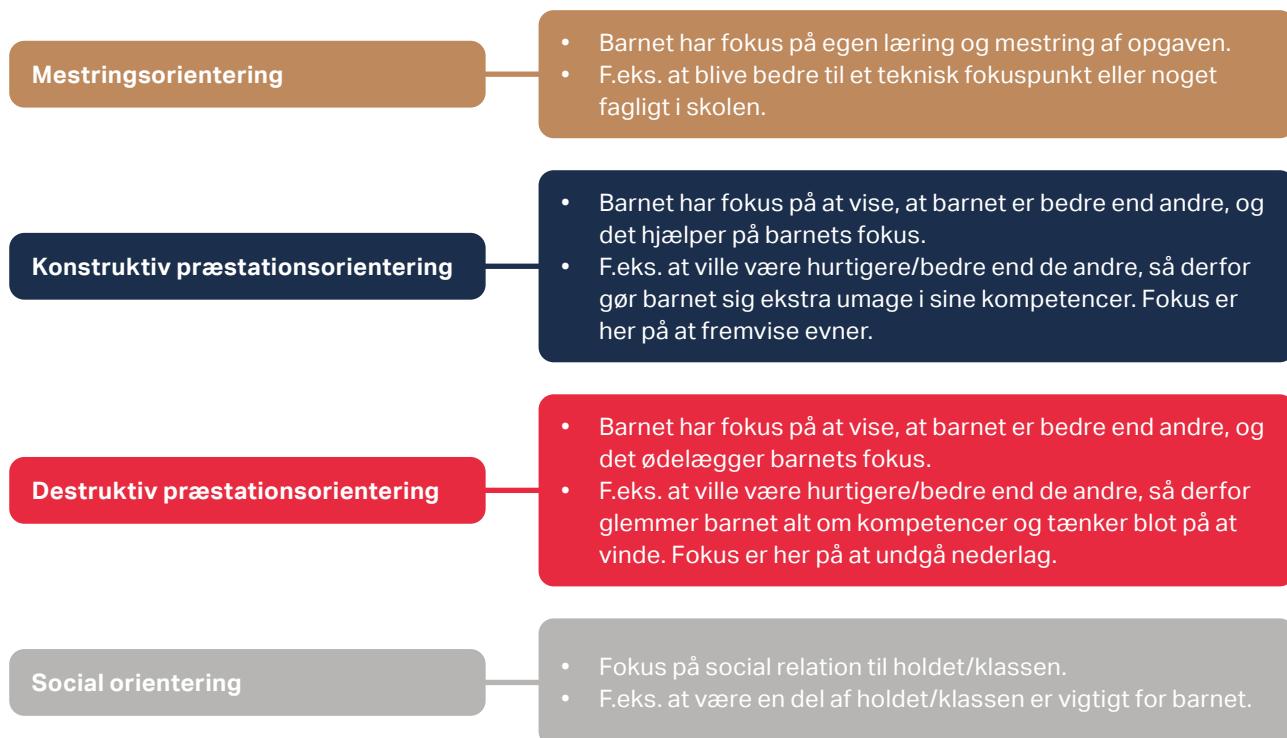 Mestringsorientering
• Barnet har fokus på egen læring og mestring af opgaven.
• F.eks. at blive bedre til et teknisk fokuspunkt eller noget
fagligt i skolen.
Konstruktiv præstationsorientering
• Barnet har fokus på at vise, at barnet er bedre end andre, og
det hjælper på barnets fokus.
• F.eks. at ville være hurtigere/bedre end de andre, så derfor
gør barnet sig ekstra umage i sine kompetencer. Fokus er
her på at fremvise evner.
Destruktiv præstationsorientering
• Barnet har fokus på at vise, at barnet er bedre end andre, og
det ødelægger barnets fokus.
• F.eks. at ville være hurtigere/bedre end de andre, så derfor
glemmer barnet alt om kompetencer og tænker blot på at
vinde. Fokus er her på at undgå nederlag.
Social orientering
• Fokus på social relation til holdet/klassen.
• F.eks. at være en del af holdet/klassen er vigtigt for barnet.